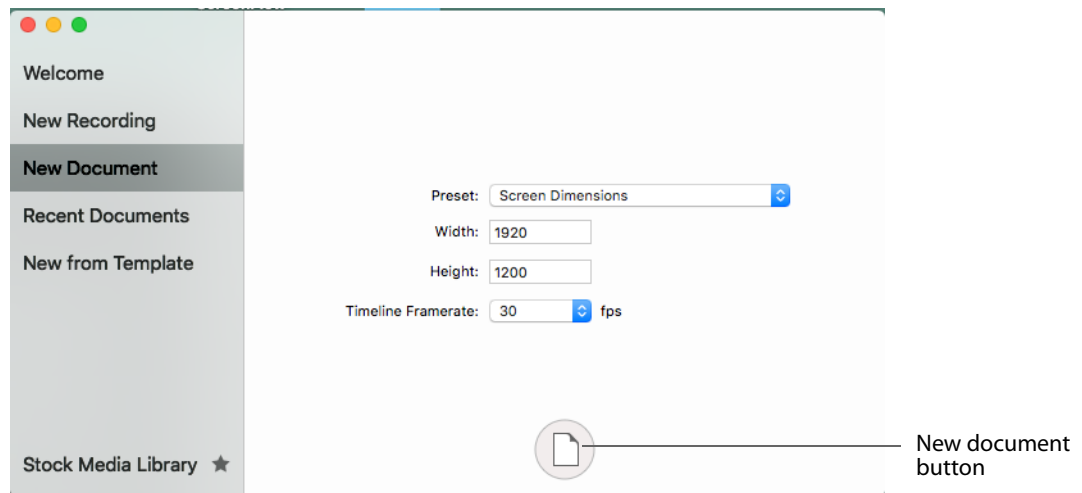 Welcome
New Recording
New Document
Recent Documents
New from Template
Stock Media Library
Preset: Screen Dimensions
Width: 1920
Height: 1200
Timeline Framerate: 30 fps
New document
button